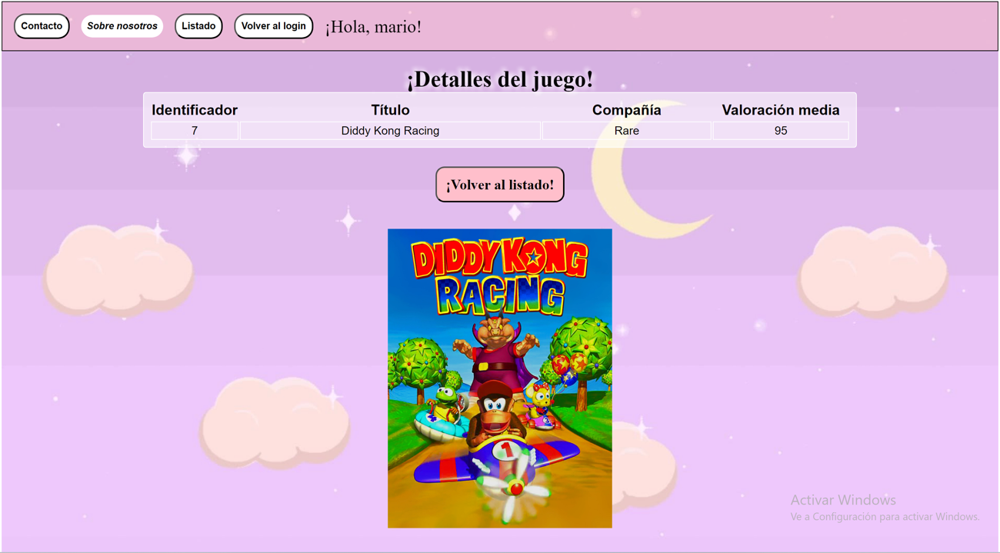 Contacto Sobre nosotros Listado Volver al login ¡Hola, mario!
¡Detalles del juego!
Identificador Título Compañía Valoración media
7 Diddy Kong Racing Rare 95
¡Volver al listado!
DIDDY KONG
RACING
1
Activar Windows
Ve a Configuración para activar Windows.